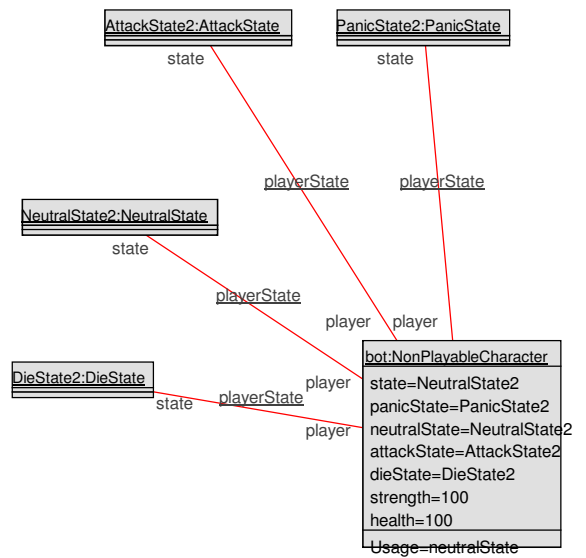 AttackState2:AttackState
PanicState2:PanicState
state
state
playerState
playerState
NeutralState2:NeutralState
state
playerState
player
player
bot:NonPlayableCharacter
DieState2:DieState
state
playerState
player
player
state=NeutralState2
panicState=PanicState2
neutralState=NeutralState2
attackState=AttackState2
dieState=DieState2
strength=100
health=100
Usage=neutralState